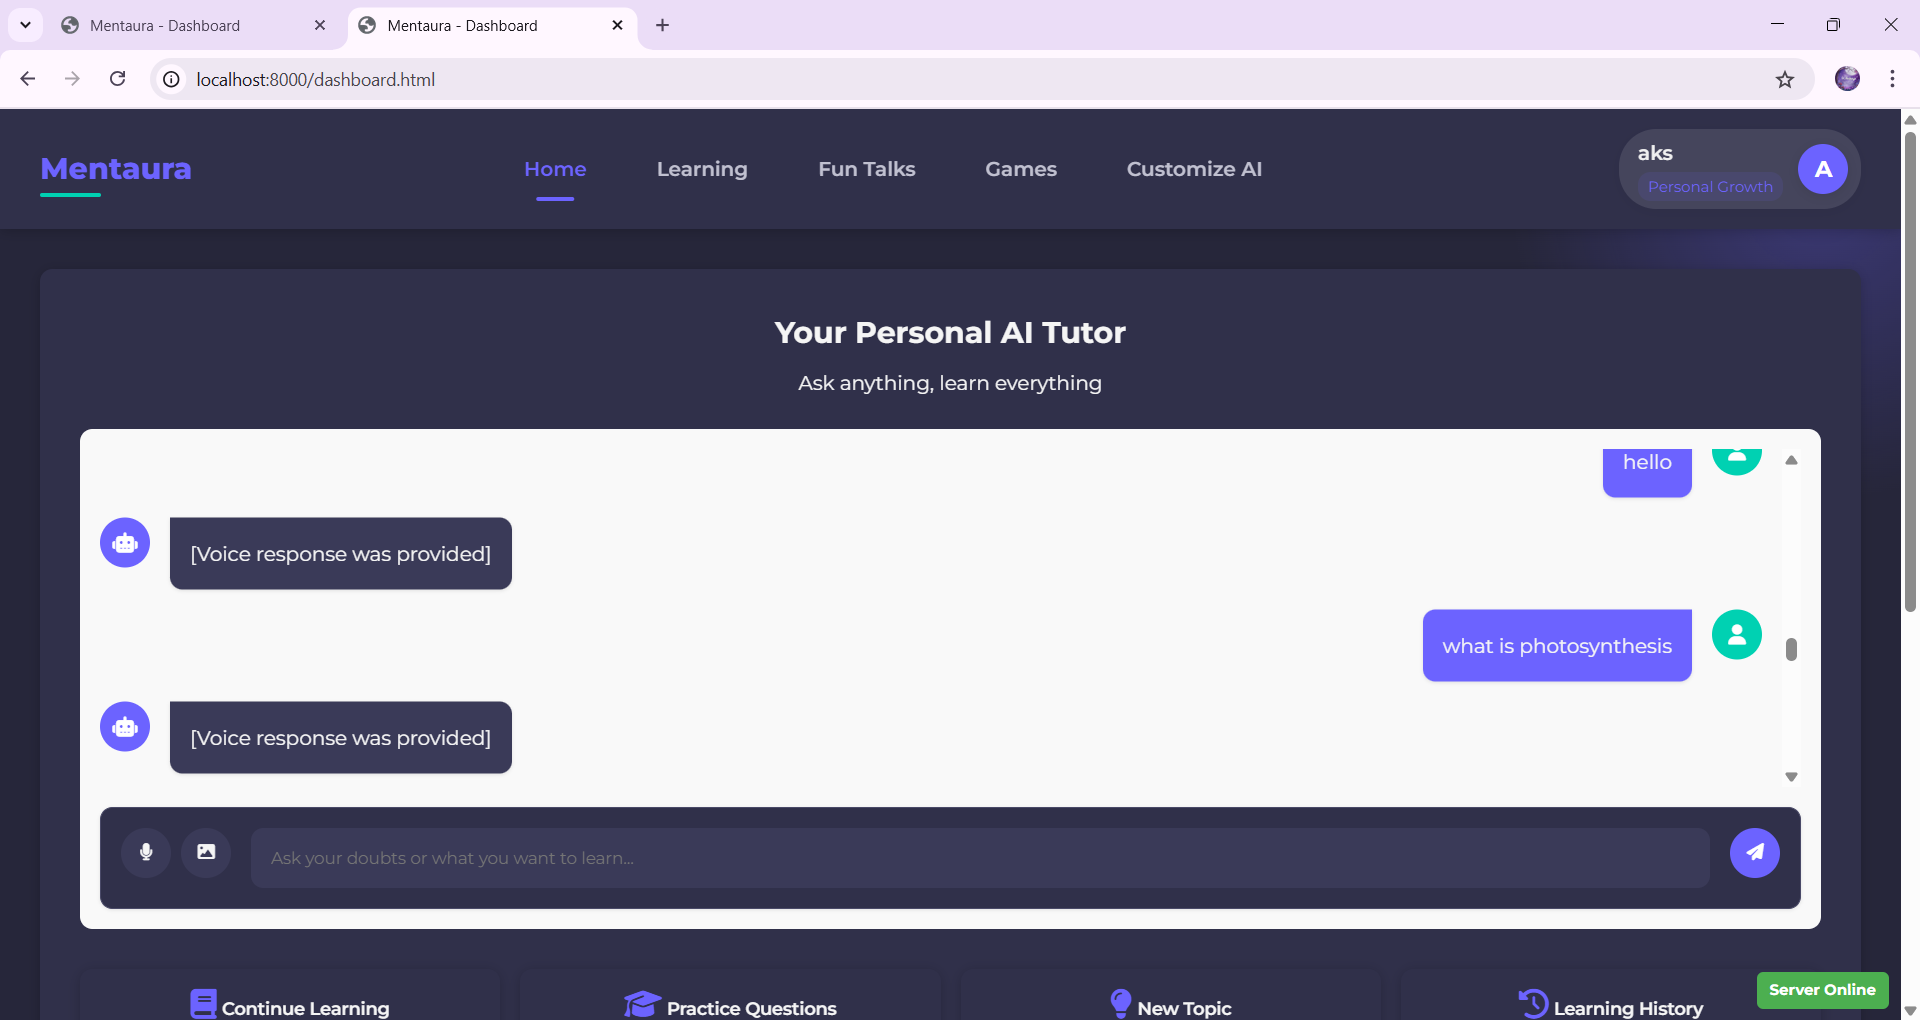 Mentaura - Dashboard
Mentaura - Dashboard
localhost:8000/dashboard.html
Mentaura
Home
Learning
Fun Talks
Games
Customize AI
aks
Personal Growth
A
Your Personal AI Tutor
Ask anything, learn everything
hello
[Voice response was provided]
what is photosynthesis
[Voice response was provided]
Ask your doubts or what you want to learn...
Continue Learning
Practice Questions
New Topic
Learning History
Server Online